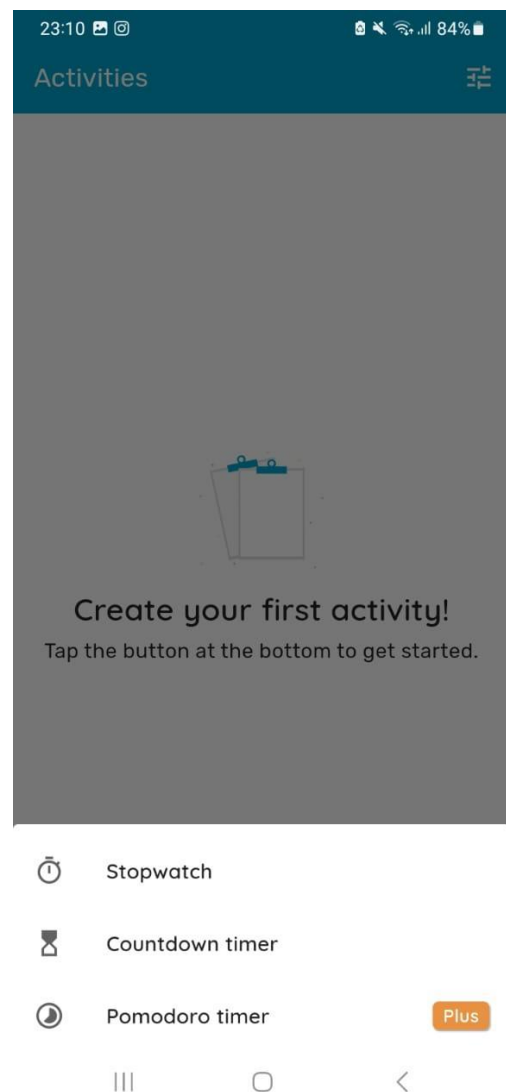 23:10 84%
Activities
Create your first activity!
Tap the button at the bottom to get started.
Stopwatch
Countdown timer
Pomodoro timer Plus